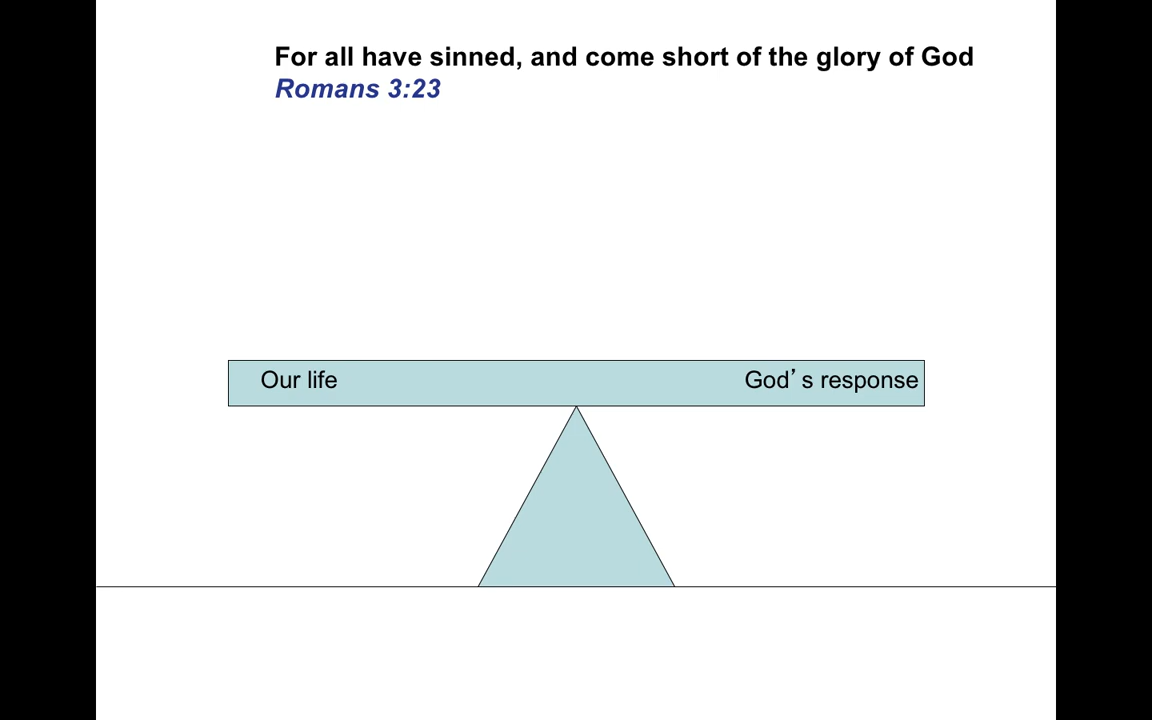 For all have sinned, and come short of the glory of God
Romans 3:23
Our life
God’s response